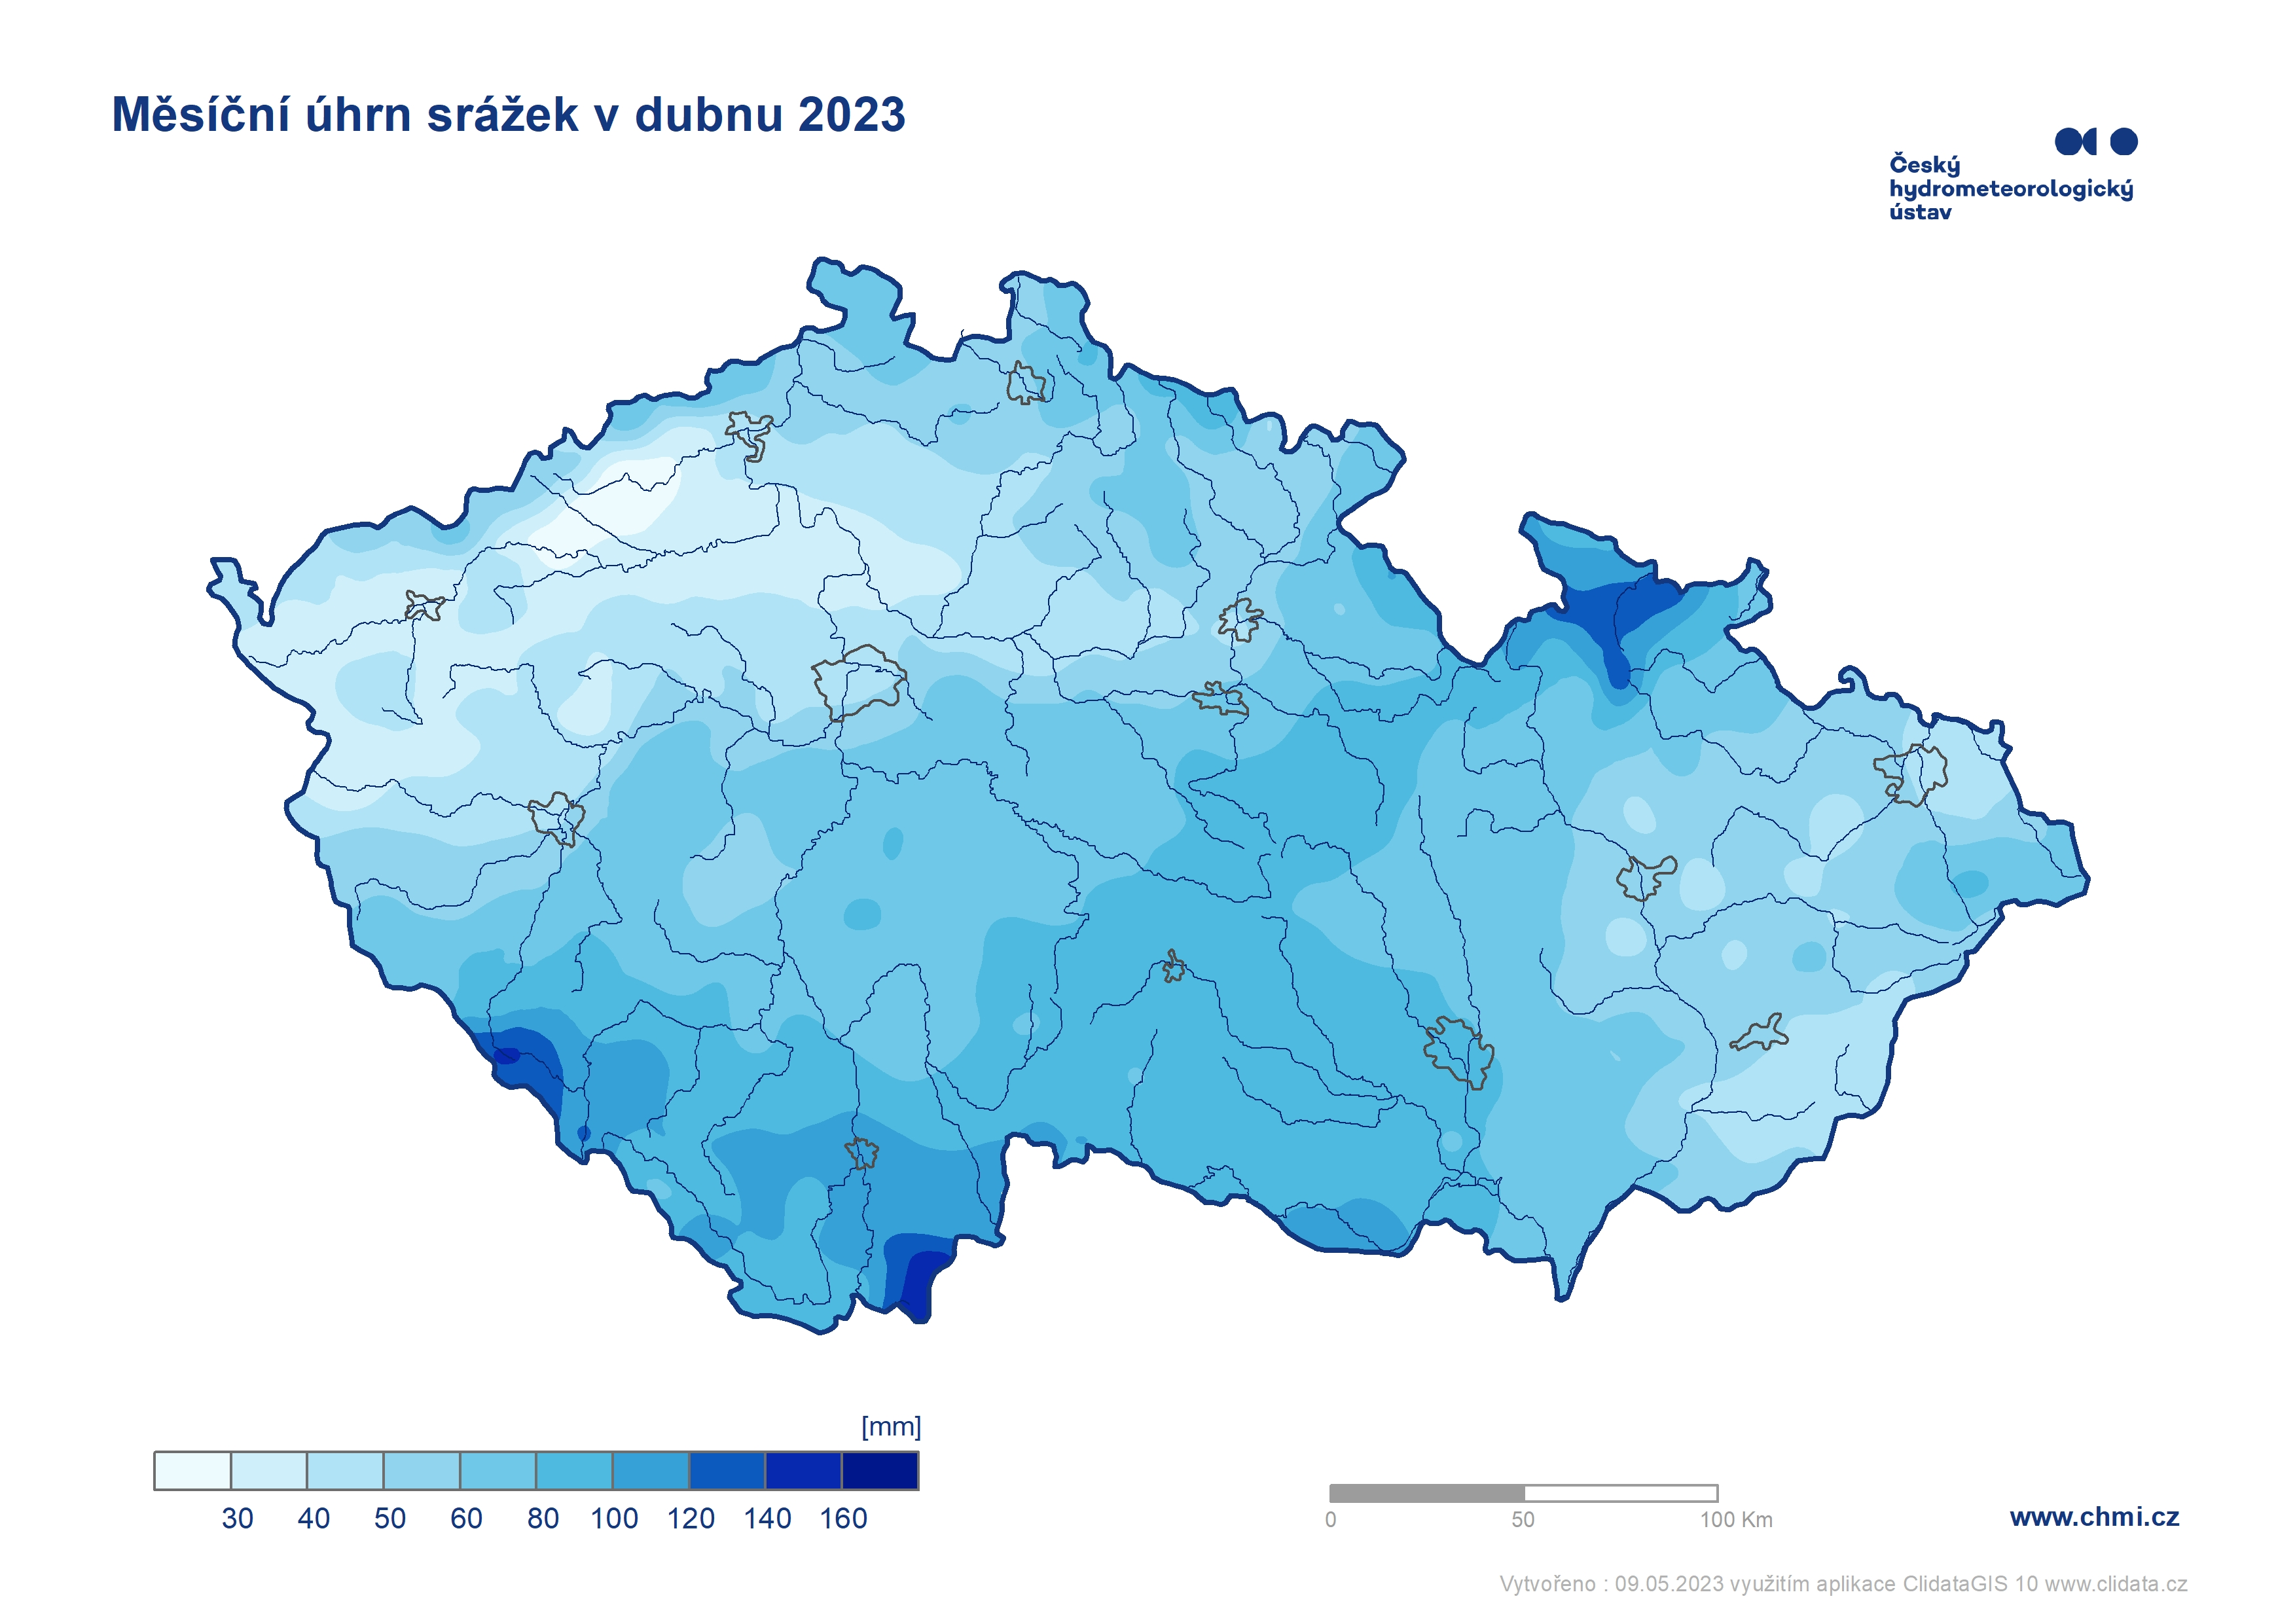 Měsíční úhrn srážek v dubnu 2023
Český
hydrometeorologický
ústav
[mm]
30 40 50 60 80 100 120 140 160
0 50 100 Km
www.chmi.cz
Vytvořeno : 09.05.2023 využitím aplikace ClidataGIS 10 www.clidata.cz